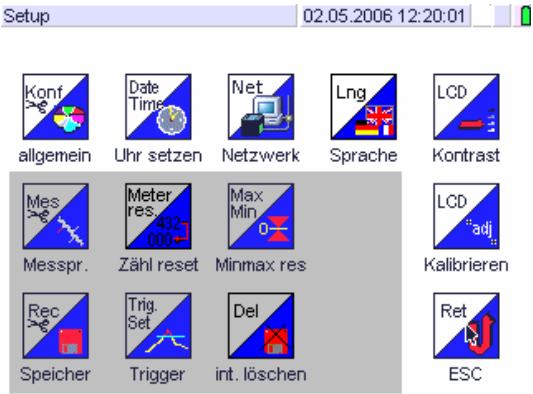 Setup 02.05.2006 12:20:01
Konf Date Time Net Lng LCD
allgemein Uhr setzen Netzwerk Sprache Kontrast
Mes Meter res. 432 000 Max Min 0 LCD "adj
Messpr. Zähl reset Minmax res Kalibrieren
Rec Trig. Set Del Ret
Speicher Trigger int. löschen ESC